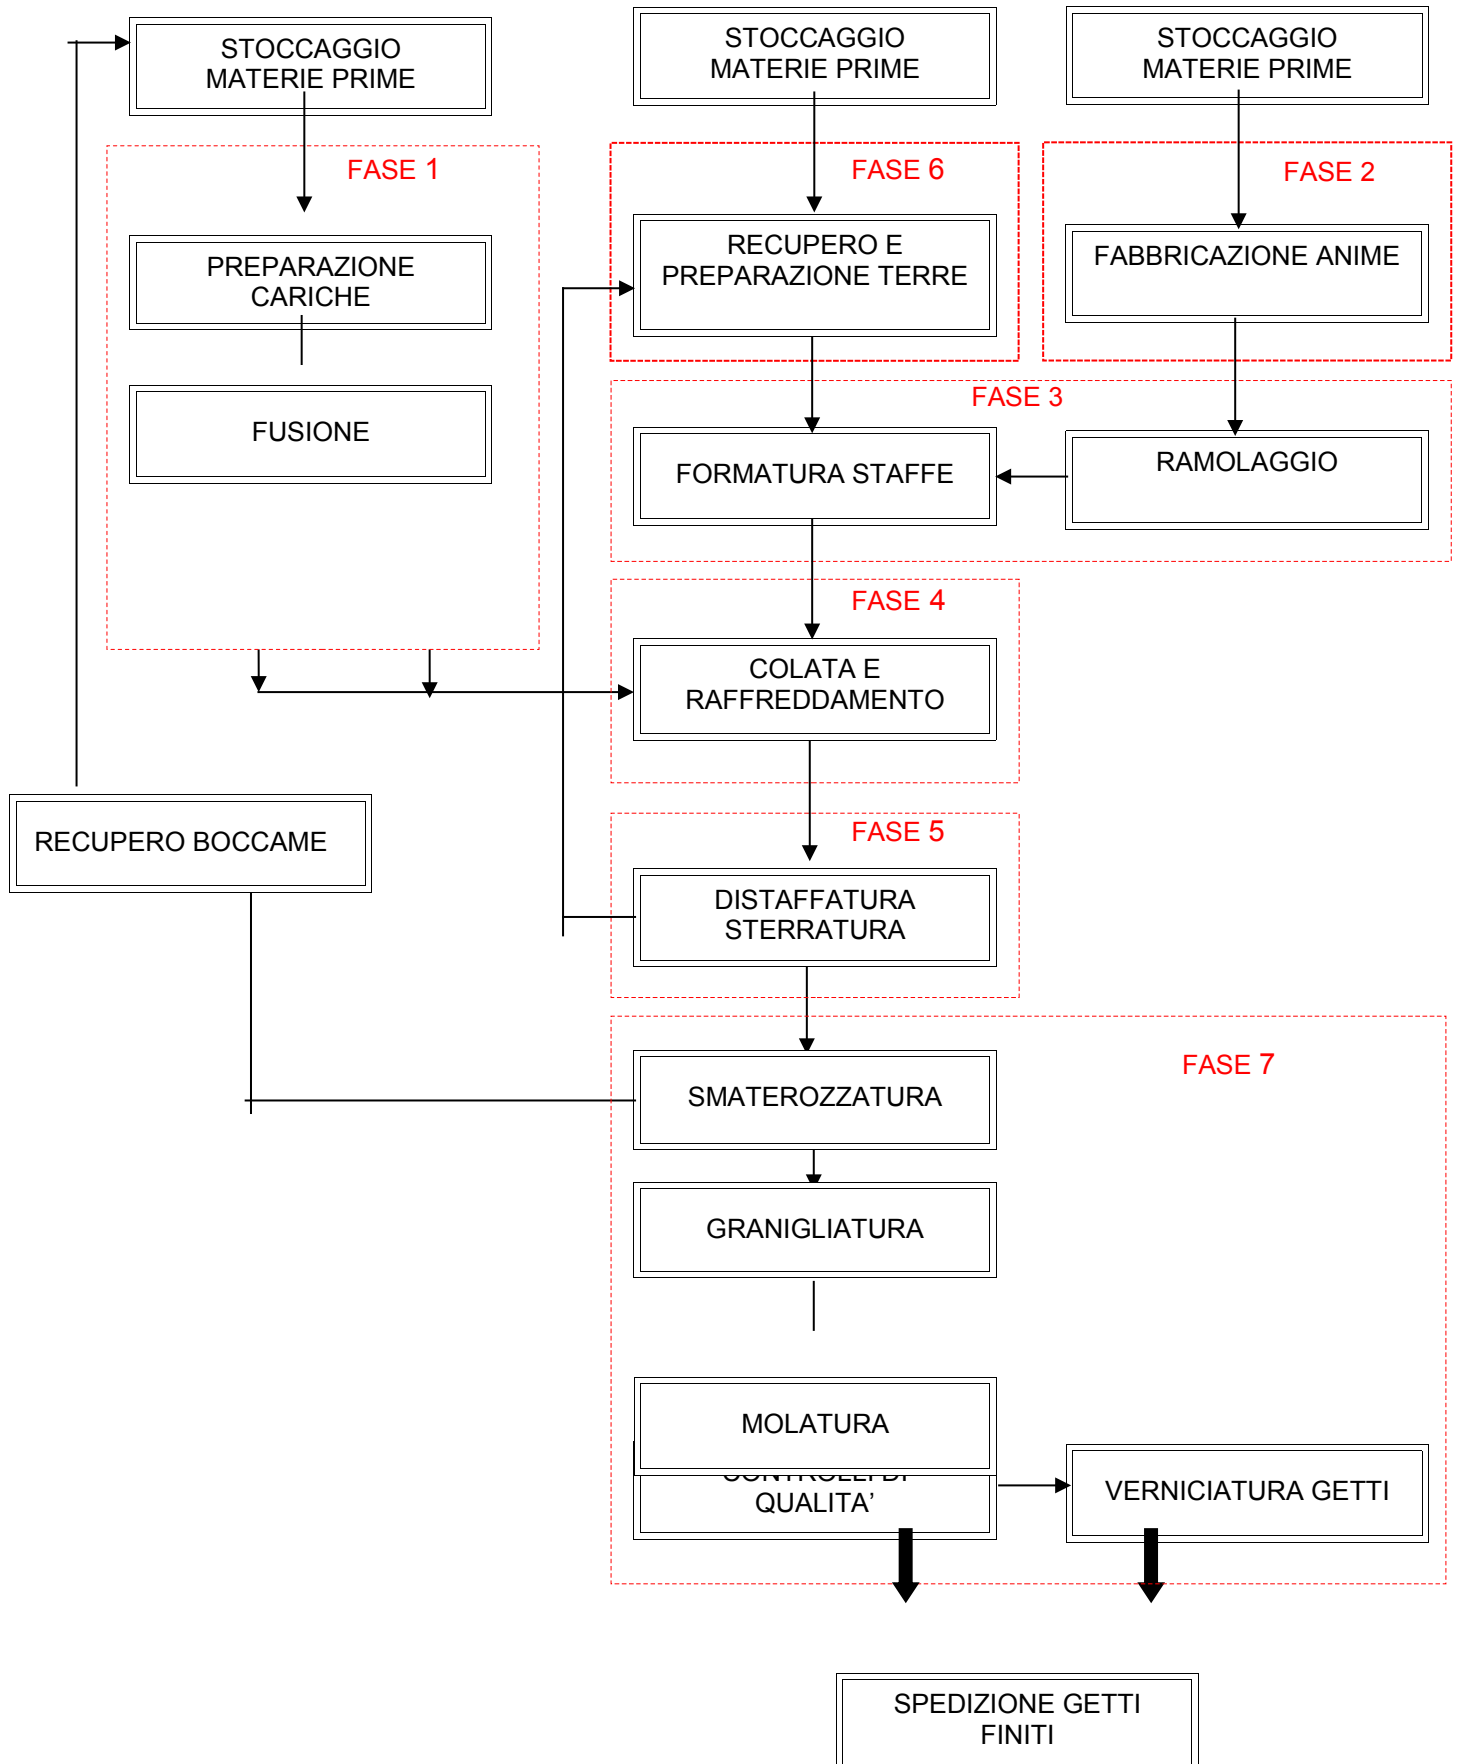 STOCCAGGIO
MATERIE PRIME
STOCCAGGIO
MATERIE PRIME
STOCCAGGIO
MATERIE PRIME
FASE 1
FASE 6
FASE 2
PREPARAZIONE
CARICHE
RECUPERO E
PREPARAZIONE TERRE
FABBRICAZIONE ANIME
FUSIONE
FASE 3
FORMATURA STAFFE
RAMOLAGGIO
FASE 4
COLATA E
RAFFREDDAMENTO
RECUPERO BOCCAME
FASE 5
DISTAFFATURA
STERRATURA
FASE 7
SMATEROZZATURA
GRANIGLIATURA
MOLATURA
CONTROLLI DI
QUALITA’
VERNICIATURA GETTI
SPEDIZIONE GETTI
FINITI